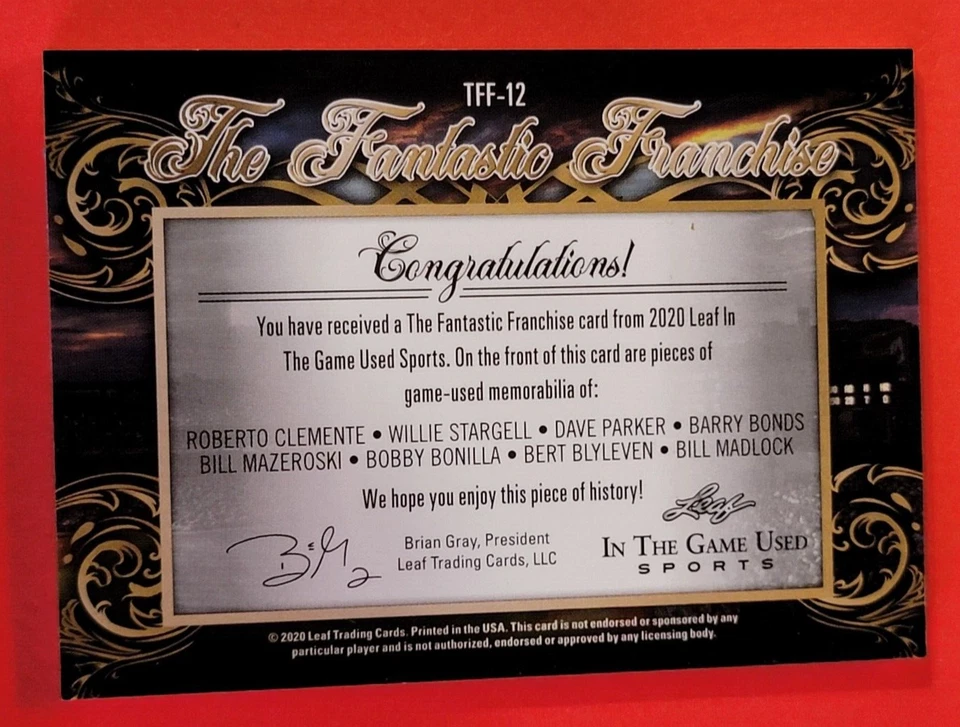 TFF-12
The Fantastic Franchise
Congratulations!
You have received a The Fantastic Franchise card from 2020 Leaf In
The Game Used Sports. On the front of this card are pieces of
game-used memorabilia of:
ROBERTO CLEMENTE • WILLIE STARGELL • DAVE PARKER • BARRY BONDS
BILL MAZEROSKI • BOBBY BONILLA • BERT BLYLEVEN • BILL MADLOCK
We hope you enjoy this piece of history!
Leaf
Brian Gray, President
Leaf Trading Cards, LLC
IN THE GAME USED
SPORTS
© 2020 Leaf Trading Cards. Printed in the USA. This card is not endorsed or sponsored by any
particular player and is not authorized, endorsed or approved by any licensing body.